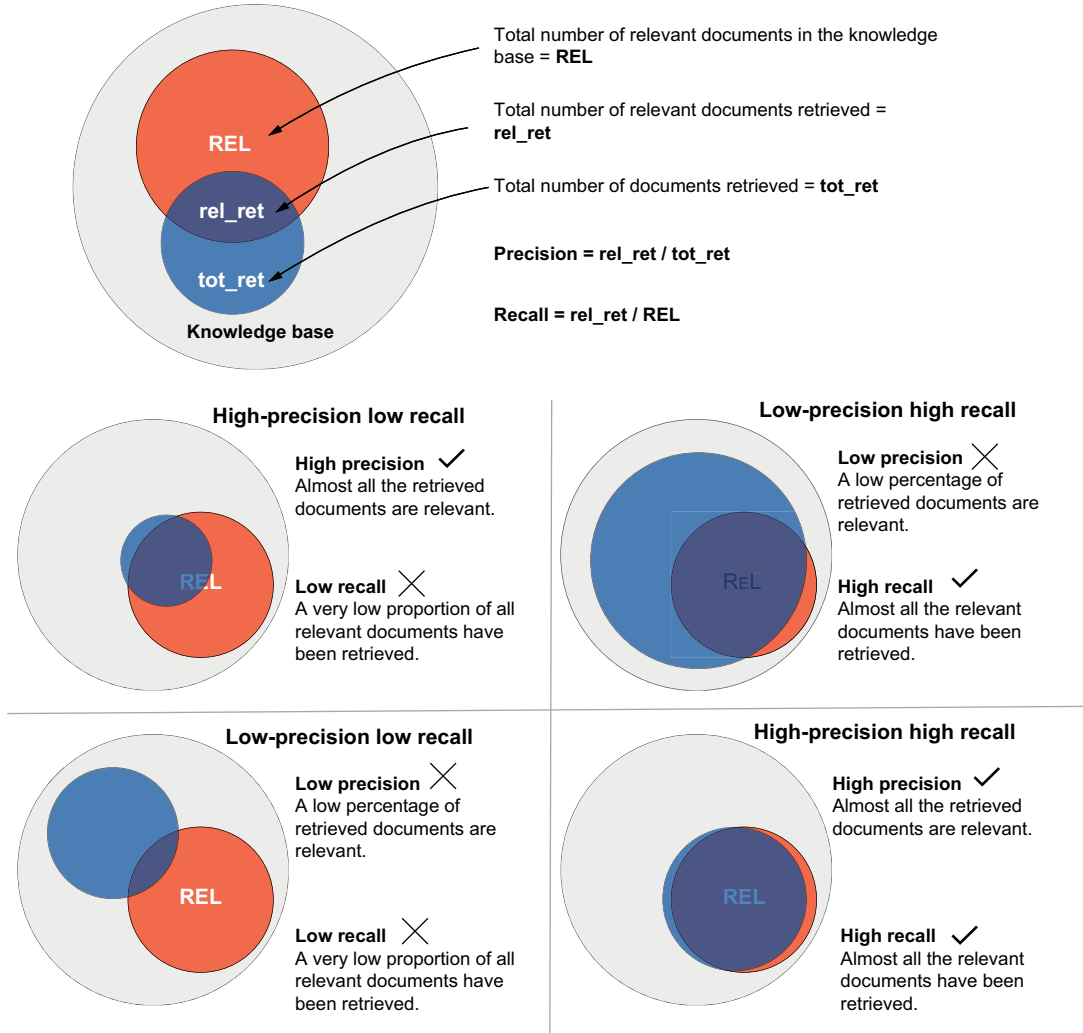 Total number of relevant documents in the knowledge
base = REL
REL
Total number of relevant documents retrieved =
rel_ret
rel_ret
Total number of documents retrieved = tot_ret
Precision = rel_ret / tot_ret
tot_ret
Recall = rel_ret / REL
Knowledge base
High-precision low recall
High precision ✓
Almost all the retrieved
documents are relevant.
REL
Low recall ✕
A very low proportion of all
relevant documents have
been retrieved.
Low-precision high recall
Low precision ✕
A low percentage of
retrieved documents are
relevant.
REL
High recall ✓
Almost all the relevant
documents have been
retrieved.
Low-precision low recall
Low precision ✕
A low percentage of
retrieved documents are
relevant.
REL
Low recall ✕
A very low proportion of all
relevant documents have
been retrieved.
High-precision high recall
High precision ✓
Almost all the retrieved
documents are relevant.
REL
High recall ✓
Almost all the relevant
documents have been
retrieved.